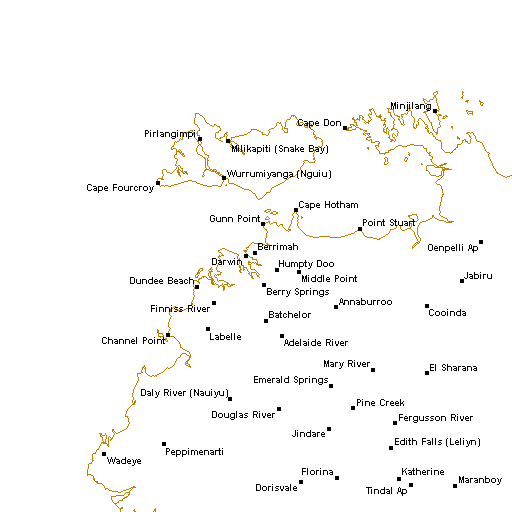 Minjilang
Cape Don
Pirlangimpi
Milikapiti (Snake Bay)
Wurrumiyanga (Nguiu)
Cape Fourcroy
Cape Hotham
Gunn Point
Point Stuart
Oenpelli Ap
Berrimah
Darwin
Humpty Doo
Middle Point
Jabiru
Dundee Beach
Berry Springs
Finniss River
Annaburroo
Cooinda
Batchelor
Labelle
Channel Point
Adelaide River
Mary River
El Sharana
Emerald Springs
Daly River (Nauiyu)
Pine Creek
Douglas River
Fergusson River
Jindare
Edith Falls (Leliyn)
Peppimenarti
Wadeye
Florina
Katherine
Dorisvale
Tindal Ap
Maranboy